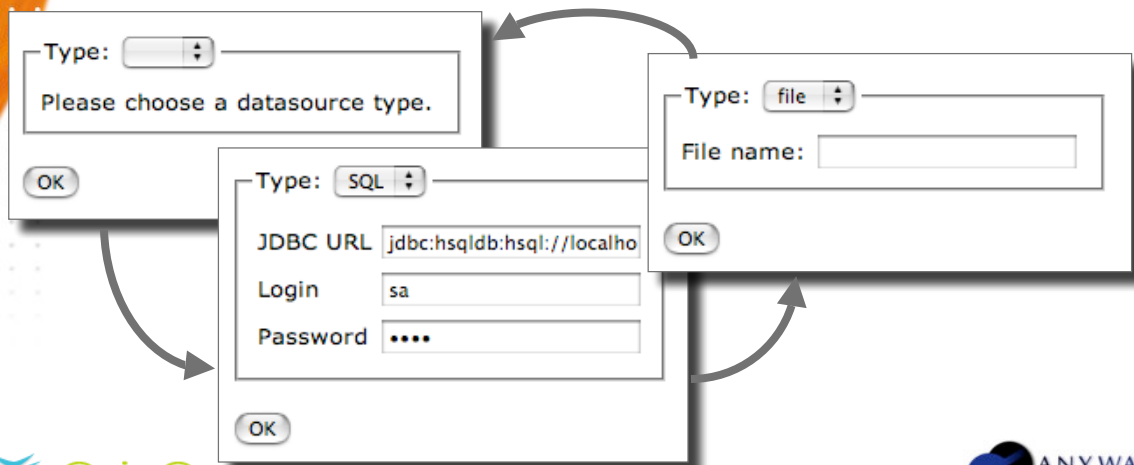 Type:
Please choose a datasource type.
OK
Type: SQL
JDBC URL jdbc:hsqldb:hsql://localho
Login sa
Password ••••
OK
Type: file
File name:
OK